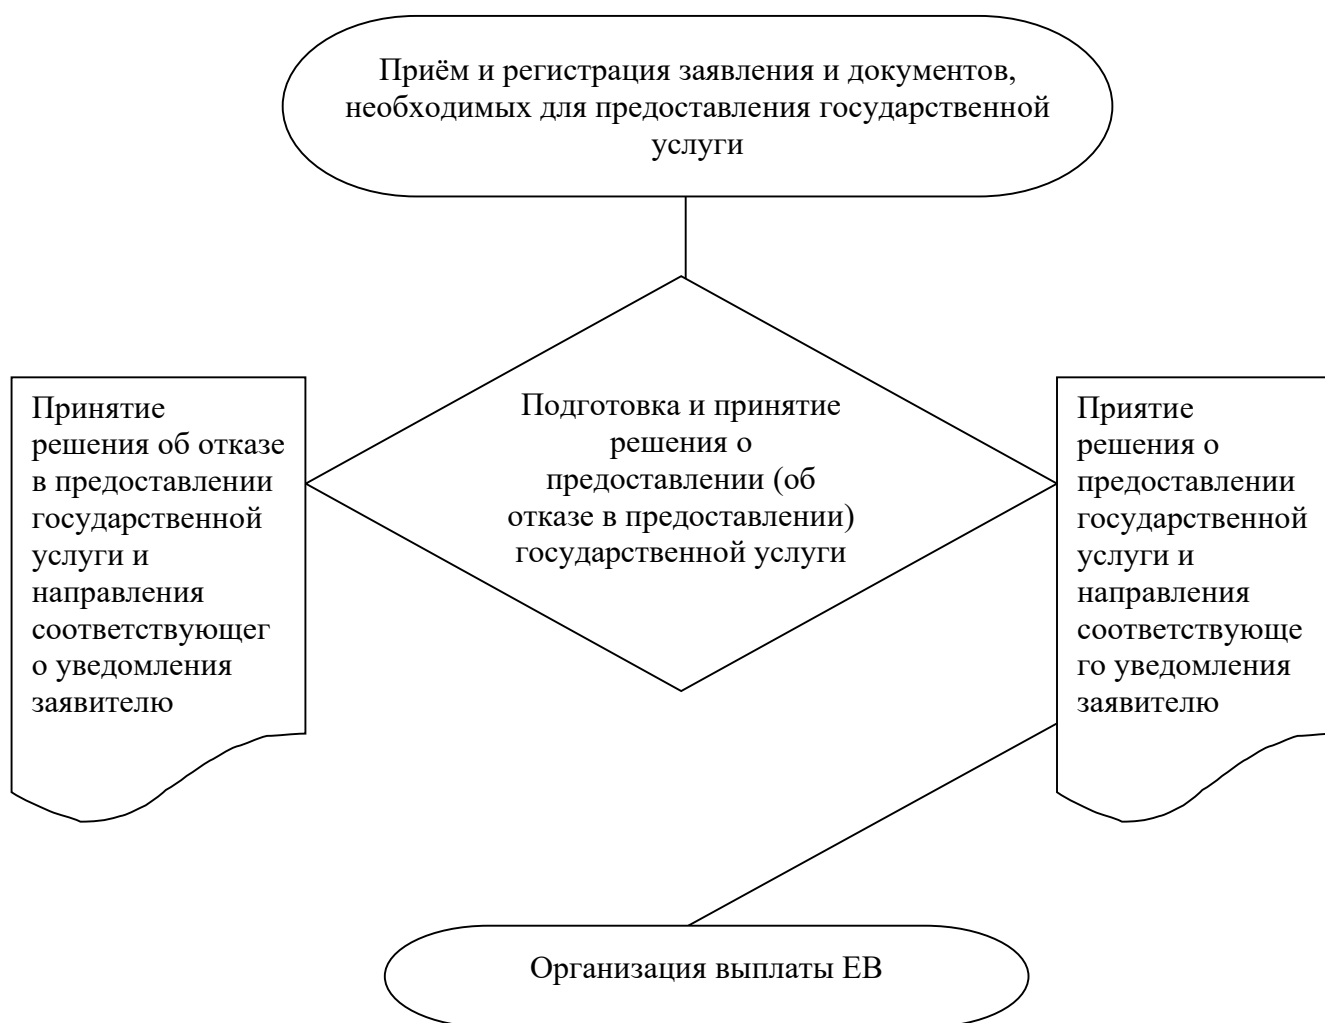 Приём и регистрация заявления и документов,
необходимых для предоставления государственной
услуги
Принятие
решения об отказе
в предоставлении
государственной
услуги и
направления
соответствующег
о уведомления
заявителю
Подготовка и принятие
решения о
предоставлении (об
отказе в предоставлении)
государственной услуги
Приятие
решения о
предоставлении
государственной
услуги и
направления
соответствующе
го уведомления
заявителю
Организация выплаты ЕВ